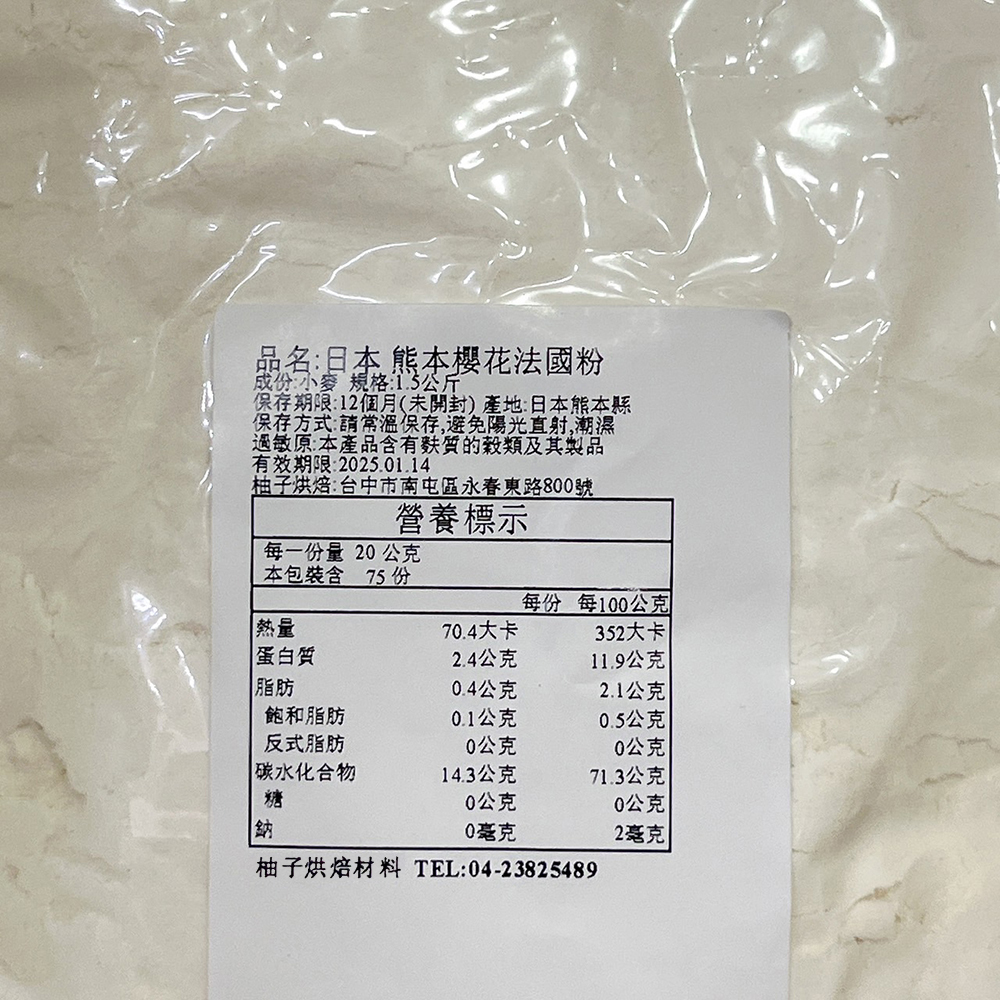 品名:日本 熊本櫻花法國粉
成份:小麥 規格:1.5公斤
保存期限:12個月(未開封) 產地:日本熊本縣
保存方式:請常溫保存,避免陽光直射,潮濕
過敏原:本產品含有麩質的穀類及其製品
有效期限:2025.01.14
柚子烘焙:台中市南屯區永春東路800號
營養標示
每一份量 20 公克
本包裝含 75 份
每份 每100公克
熱量 70.4大卡 352大卡
蛋白質 2.4公克 11.9公克
脂肪 0.4公克 2.1公克
飽和脂肪 0.1公克 0.5公克
反式脂肪 0公克 0公克
碳水化合物 14.3公克 71.3公克
糖 0公克 0公克
鈉 0毫克 2毫克
柚子烘焙材料 TEL:04-23825489